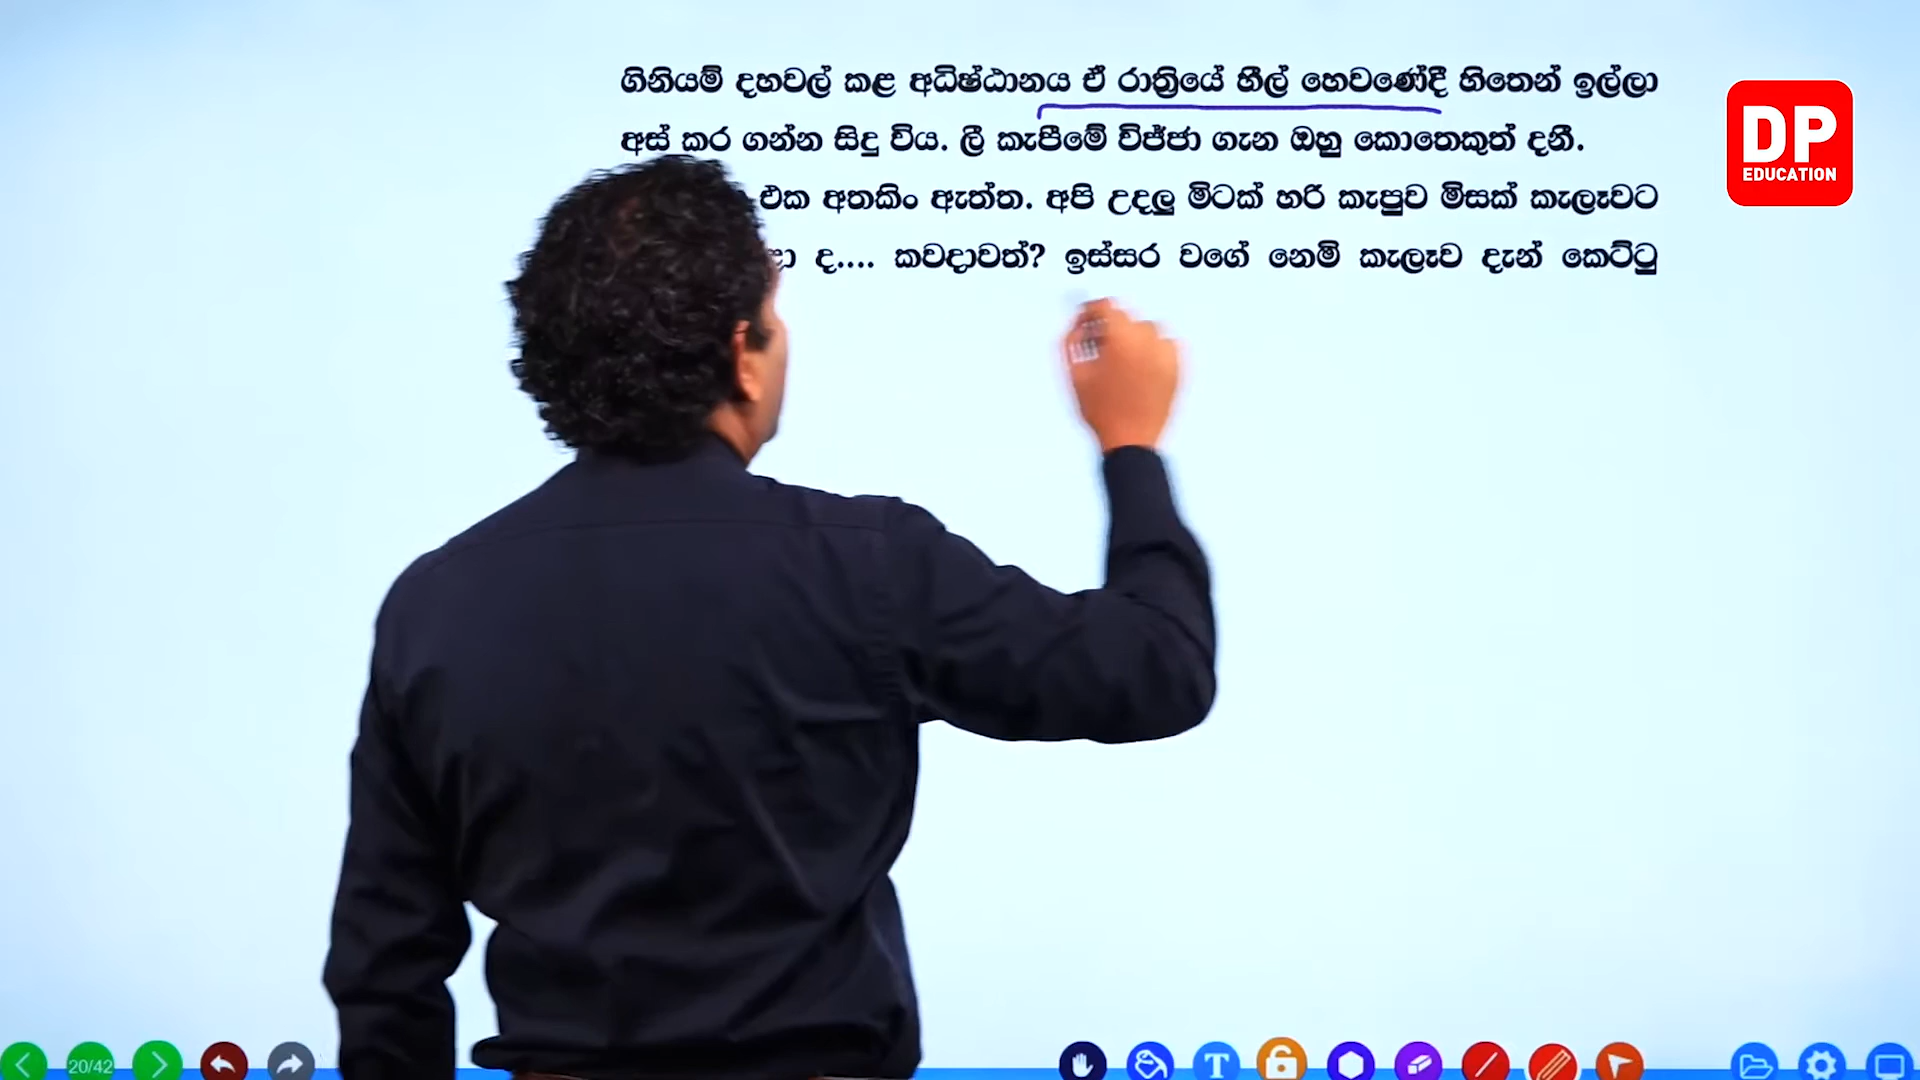 ගිනියම් දහවල් කළ අධිෂ්ඨානය ඒ රාත්‍රියේ හීල් හෙවණේදී හිතෙන් ඉල්ලා
අස් කර ගන්න සිදු විය. ලී කැපීමේ විජ්ජා ගැන ඔහු කොතෙකුත් දනී.
එක අතකිං ඇත්ත. අපි උදලු මිටක් හරි කැපුව මිසක් කැලෑවට
ද.... කවදාවත්? ඉස්සර වගේ නෙමි කැලෑව දැන් කෙට්ටු
DP
EDUCATION
20/42
T